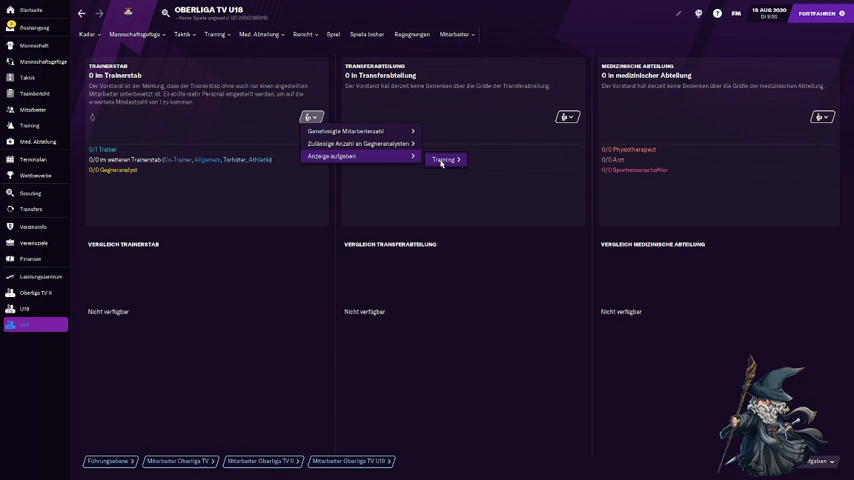 Startseite
OBERLIGA TV U18
- Keine Spiele angesetzt (ID: 2000085018)
FM
18 AUG 2020
Di 9:00
FORTFAHREN
Posteingang
Kader
Mannschaftsgefüge
Taktik
Training
Med. Abteilung
Bericht
Spiel
Spiele bisher
Begegnungen
Mitarbeiter
Mannschaft
Mannschaftsgefüge
Taktik
Teambericht
Mitarbeiter
Training
Med. Abteilung
Terminplan
Wettbewerbe
Scouting
Transfers
Vereinsinfo
Vereinsziele
Finanzen
Leistungszentrum
Oberliga TV II
U19
U18
TRAINERSTAB
0 im Trainerstab
Der Vorstand ist der Meinung, dass der Trainerstab ohne auch nur einen angestellten
Mitarbeiter unterbesetzt ist. Es sollte mehr Personal eingestellt werden, um auf die
erwartete Mindestzahl von 1 zu kommen.
Genehmigte Mitarbeiterzahl
Zulässige Anzahl an Gegneranalysten
Anzeige aufgeben
Training
0/1 Trainer
0/0 im weiteren Trainerstab (Co-Trainer, Allgemein, Torhüter, Athletik)
0/0 Gegneranalyst
TRANSFERABTEILUNG
0 in Transferabteilung
Der Vorstand hat derzeit keine Bedenken über die Größe der Transferabteilung.
MEDIZINISCHE ABTEILUNG
0 in medizinischer Abteilung
Der Vorstand hat derzeit keine Bedenken über die Größe der medizinischen Abteilung.
0/0 Physiotherapeut
0/0 Arzt
0/0 Sportwissenschaftler
VERGLEICH TRAINERSTAB
Nicht verfügbar
VERGLEICH TRANSFERABTEILUNG
Nicht verfügbar
VERGLEICH MEDIZINISCHE ABTEILUNG
Nicht verfügbar
Führungsebene
Mitarbeiter Oberliga TV
Mitarbeiter Oberliga TV II
Mitarbeiter Oberliga TV U19